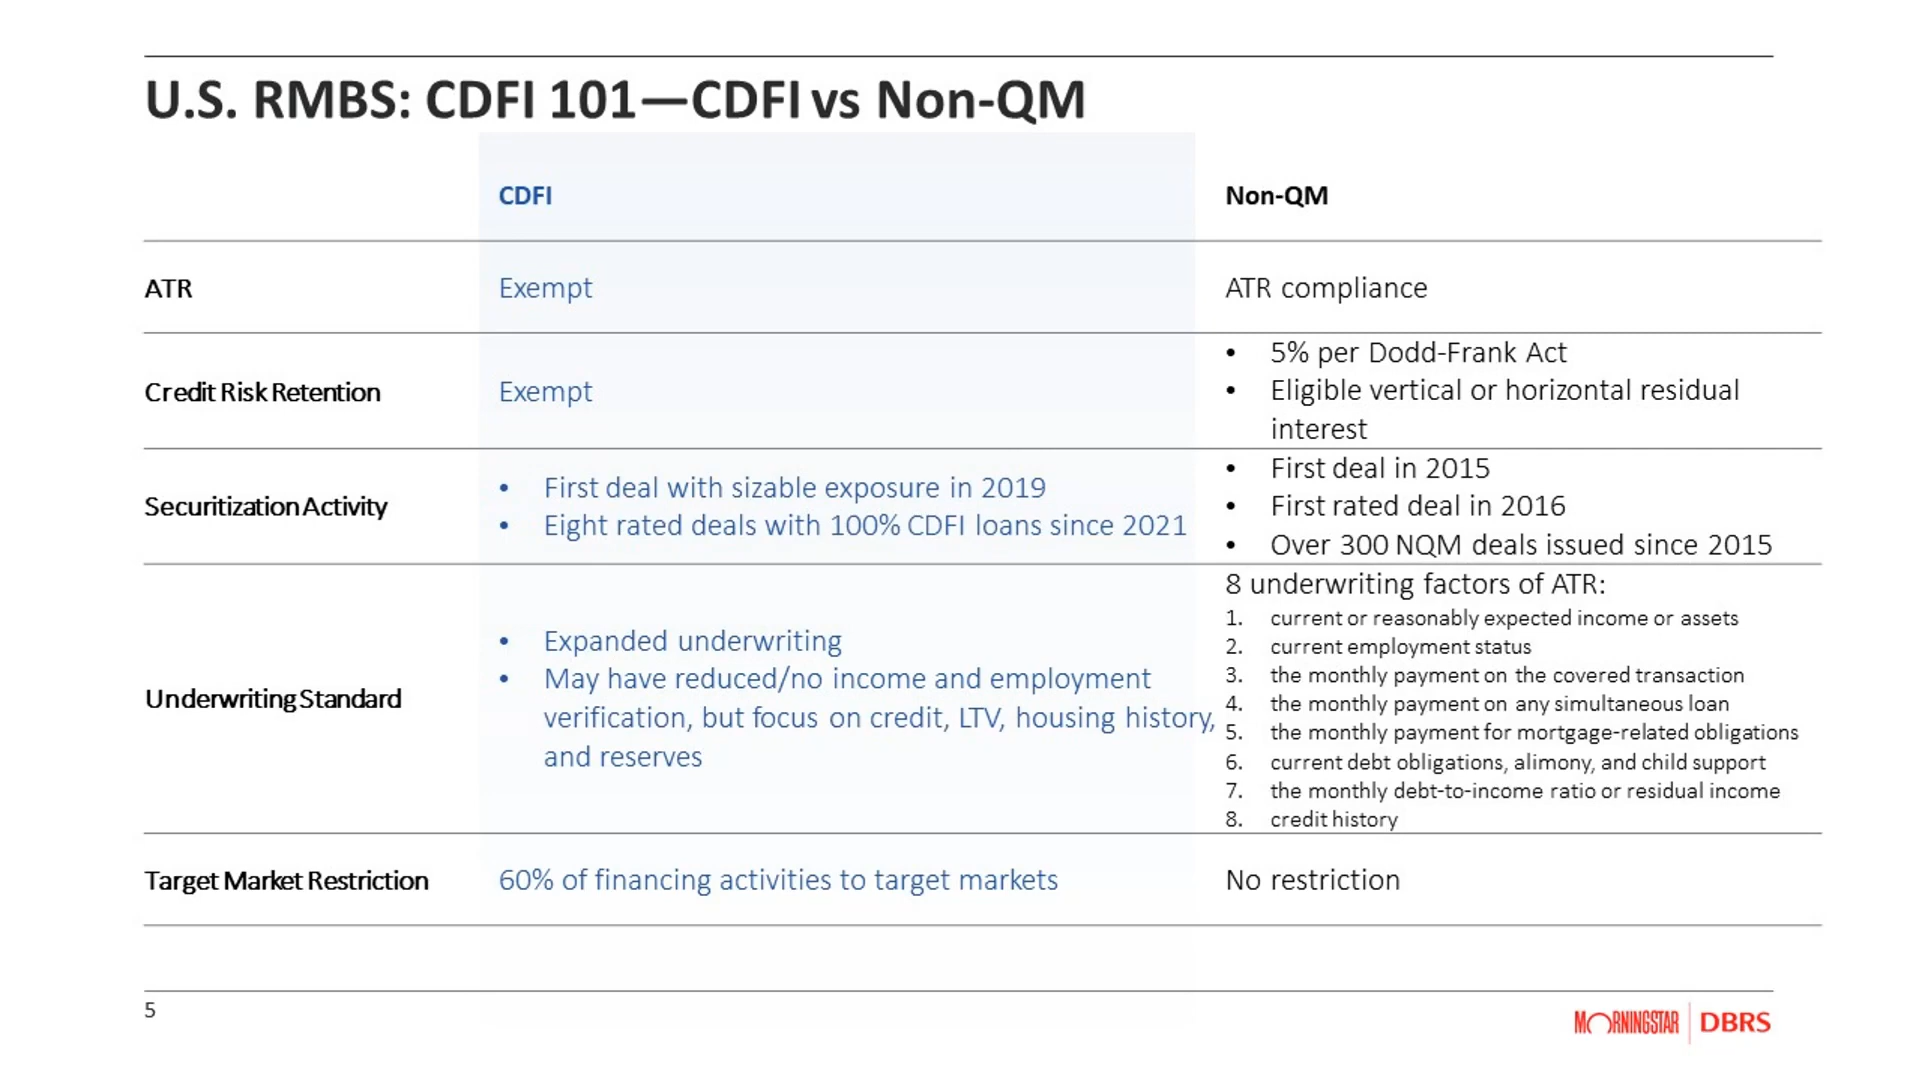 U.S. RMBS: CDFI 101—CDFI vs Non-QM
CDFI
Non-QM
ATR
Exempt
ATR compliance
Credit Risk Retention
Exempt
• 5% per Dodd-Frank Act
• Eligible vertical or horizontal residual
interest
Securitization Activity
• First deal with sizable exposure in 2019
• Eight rated deals with 100% CDFI loans since 2021
• First deal in 2015
• First rated deal in 2016
• Over 300 NQM deals issued since 2015
Underwriting Standard
• Expanded underwriting
• May have reduced/no income and employment
verification, but focus on credit, LTV, housing history,
and reserves
8 underwriting factors of ATR:
1. current or reasonably expected income or assets
2. current employment status
3. the monthly payment on the covered transaction
4. the monthly payment on any simultaneous loan
5. the monthly payment for mortgage-related obligations
6. current debt obligations, alimony, and child support
7. the monthly debt-to-income ratio or residual income
8. credit history
Target Market Restriction
60% of financing activities to target markets
No restriction
5
MORNINGSTAR | DBRS